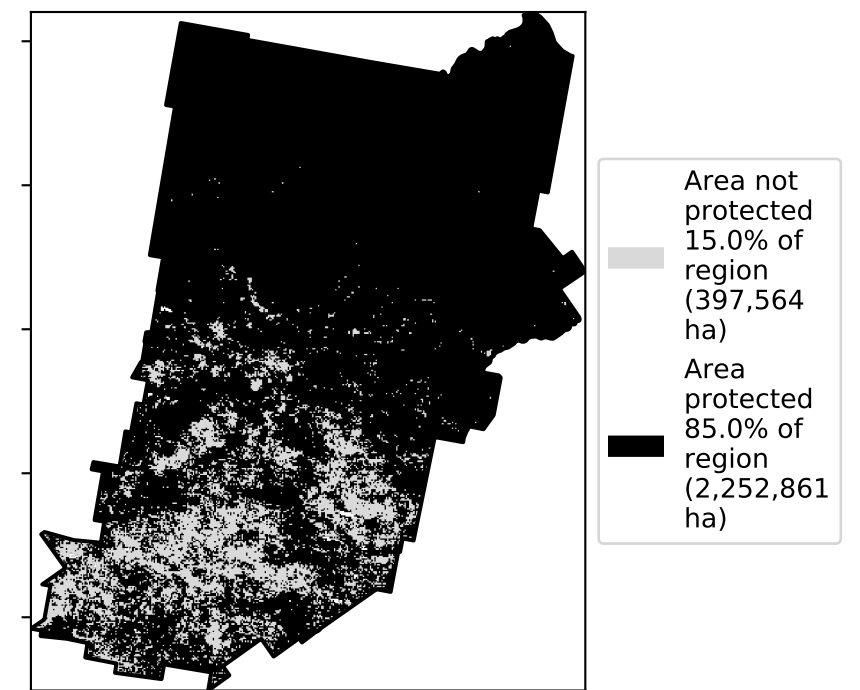 Area not
protected
15.0% of
region
(397,564
ha)
Area
protected
85.0% of
region
(2,252,861
ha)